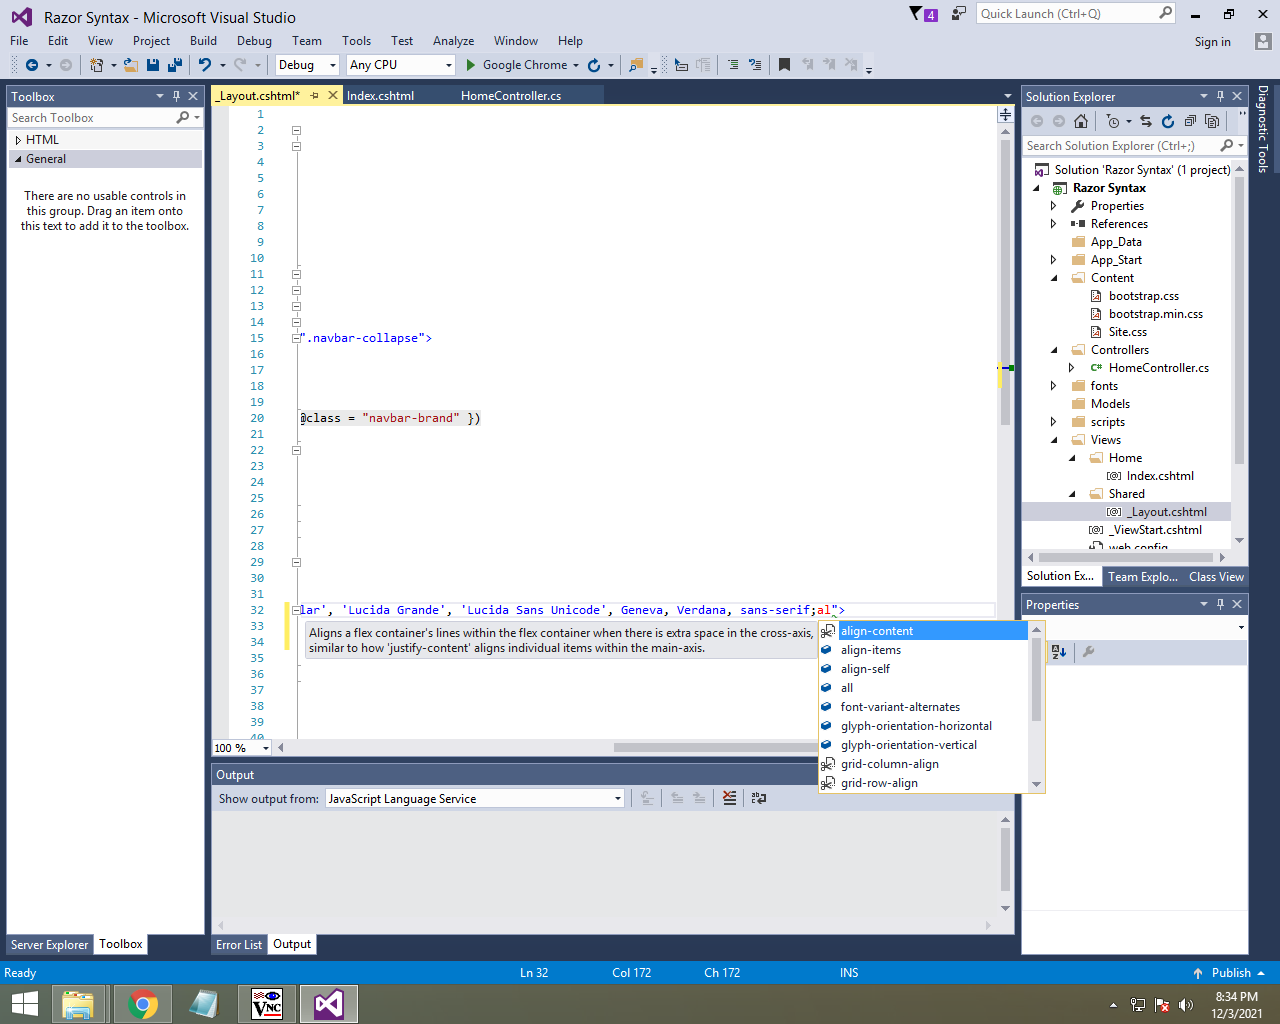 Razor Syntax - Microsoft Visual Studio
4
Quick Launch (Ctrl+Q)
File Edit View Project Build Debug Team Tools Test Analyze Window Help
Sign in
Debug Any CPU Google Chrome
Toolbox
Search Toolbox
HTML
General
There are no usable controls in
this group. Drag an item onto
this text to add it to the toolbox.
Server Explorer Toolbox
_Layout.cshtml* Index.cshtml HomeController.cs
1
2
3
4
5
6
7
8
9
10
11
12
13
14
15 ".navbar-collapse">
16
17
18
19
20 @class = "navbar-brand" })
21
22
23
24
25
26
27
28
29
30
31
32 lar', 'Lucida Grande', 'Lucida Sans Unicode', Geneva, Verdana, sans-serif;al">
33
34
35
36
37
38
39
40
Aligns a flex container's lines within the flex container when there is extra space in the cross-axis,
similar to how 'justify-content' aligns individual items within the main-axis.
align-content
align-items
align-self
all
font-variant-alternates
glyph-orientation-horizontal
glyph-orientation-vertical
grid-column-align
grid-row-align
100 %
Output
Show output from: JavaScript Language Service
Error List Output
Solution Explorer
Search Solution Explorer (Ctrl+;)
Solution 'Razor Syntax' (1 project)
Razor Syntax
Properties
References
App_Data
App_Start
Content
bootstrap.css
bootstrap.min.css
Site.css
Controllers
C# HomeController.cs
fonts
Models
scripts
Views
Home
Index.cshtml
Shared
_Layout.cshtml
_ViewStart.cshtml
web.config
Solution Ex... Team Explo... Class View
Properties
Diagnostic Tools
Ready Ln 32 Col 172 Ch 172 INS Publish
VNC
8:34 PM
12/3/2021